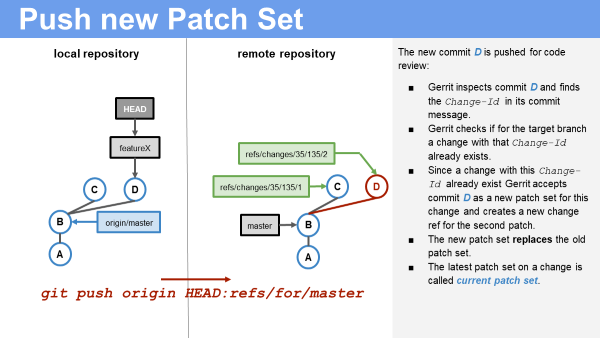 Push new Patch Set
local repository
remote repository
HEAD
featureX
C
D
B
origin/master
A
refs/changes/35/135/2
refs/changes/35/135/1
C
D
master
B
A
git push origin HEAD:refs/for/master
The new commit D is pushed for code
review:
■ Gerrit inspects commit D and finds
the Change-Id in its commit
message.
■ Gerrit checks if for the target branch
a change with that Change-Id
already exists.
■ Since a change with this Change-
Id already exist Gerrit accepts
commit D as a new patch set for this
change and creates a new change
ref for the second patch.
■ The new patch set replaces the old
patch set.
■ The latest patch set on a change is
called current patch set.